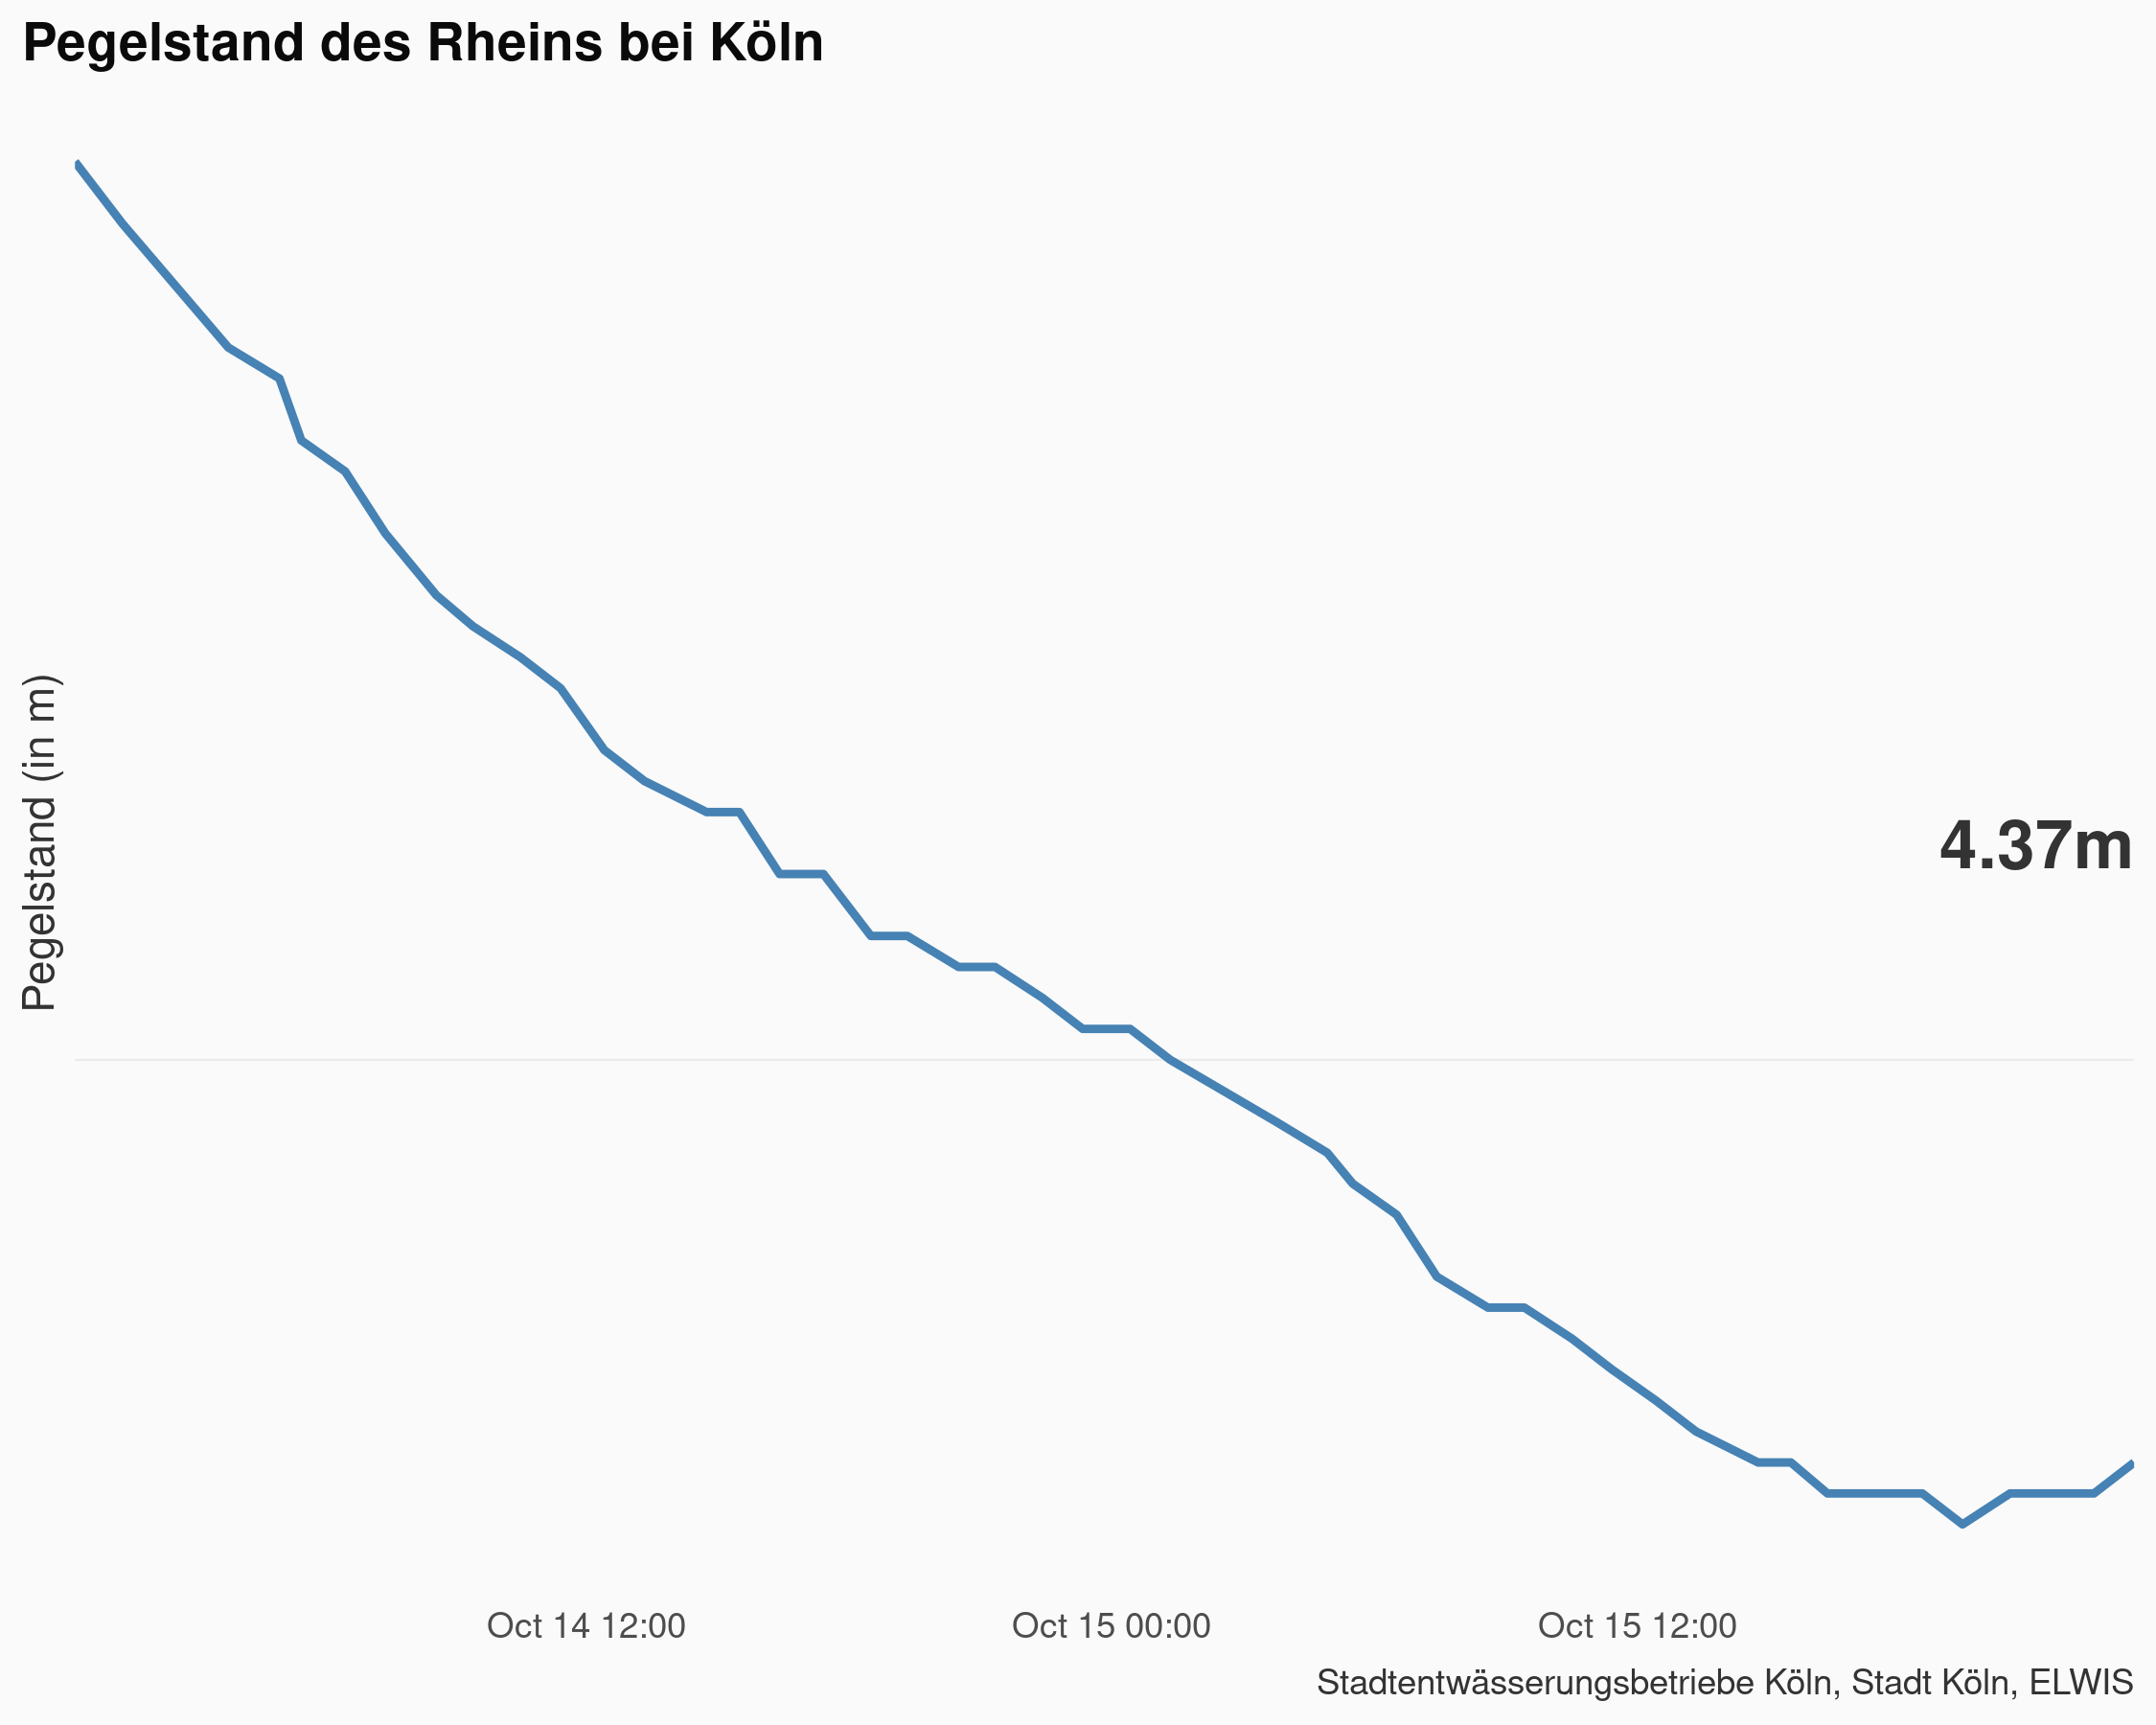 Pegelstand des Rheins bei Köln
Pegelstand (in m)
4.37m
Oct 14 12:00
Oct 15 00:00
Oct 15 12:00
Stadtentwässerungsbetriebe Köln, Stadt Köln, ELWIS